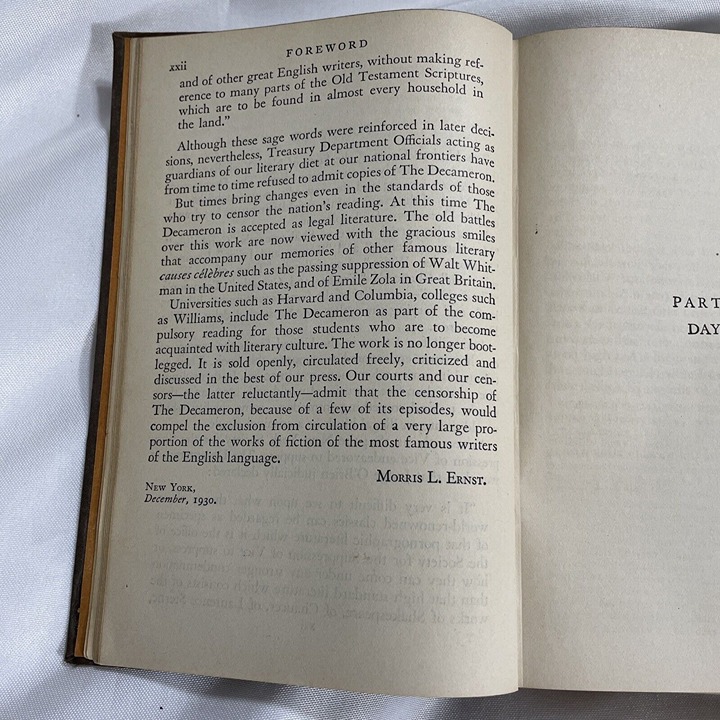 xxii
FOREWORD
and of other great English writers, without making ref-
erence to many parts of the Old Testament Scriptures,
which are to be found in almost every household in
the land."
Although these sage words were reinforced in later deci-
sions, nevertheless, Treasury Department Officials acting as
guardians of our literary diet at our national frontiers have
from time to time refused to admit copies of The Decameron.
But times bring changes even in the standards of those
who try to censor the nation's reading. At this time The
Decameron is accepted as legal literature. The old battles
over this work are now viewed with the gracious smiles
that accompany our memories of other famous literary
causes célèbres such as the passing suppression of Walt Whit-
man in the United States, and of Emile Zola in Great Britain.
Universities such as Harvard and Columbia, colleges such
as Williams, include The Decameron as part of the com-
pulsory reading for those students who are to become
acquainted with literary culture. The work is no longer boot-
legged. It is sold openly, circulated freely, criticized and
discussed in the best of our press. Our courts and our cen-
sors—the latter reluctantly—admit that the censorship of
The Decameron, because of a few of its episodes, would
compel the exclusion from circulation of a very large pro-
portion of the works of fiction of the most famous writers
of the English language.
MORRIS L. ERNST.
NEW YORK,
December, 1930.
PART
DAY